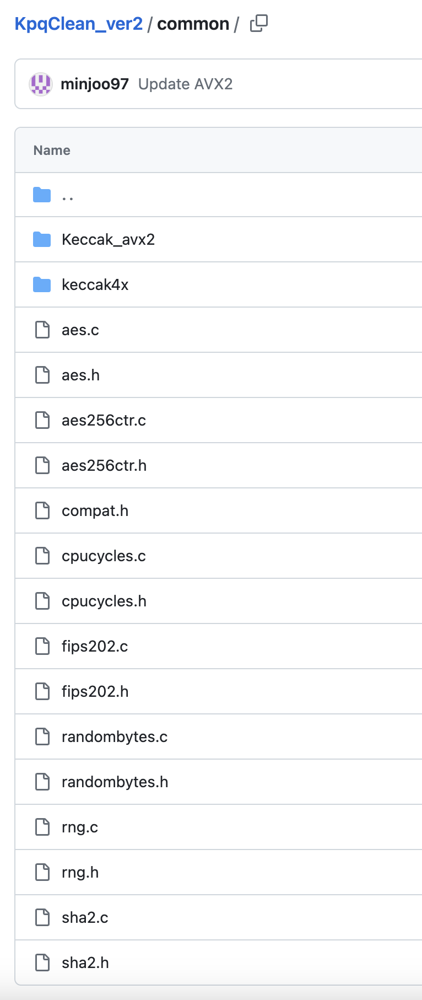 KpqClean_ver2 / common /
minjoo97 Update AVX2
Name
..
Keccak_avx2
keccak4x
aes.c
aes.h
aes256ctr.c
aes256ctr.h
compat.h
cpucycles.c
cpucycles.h
fips202.c
fips202.h
randombytes.c
randombytes.h
rng.c
rng.h
sha2.c
sha2.h